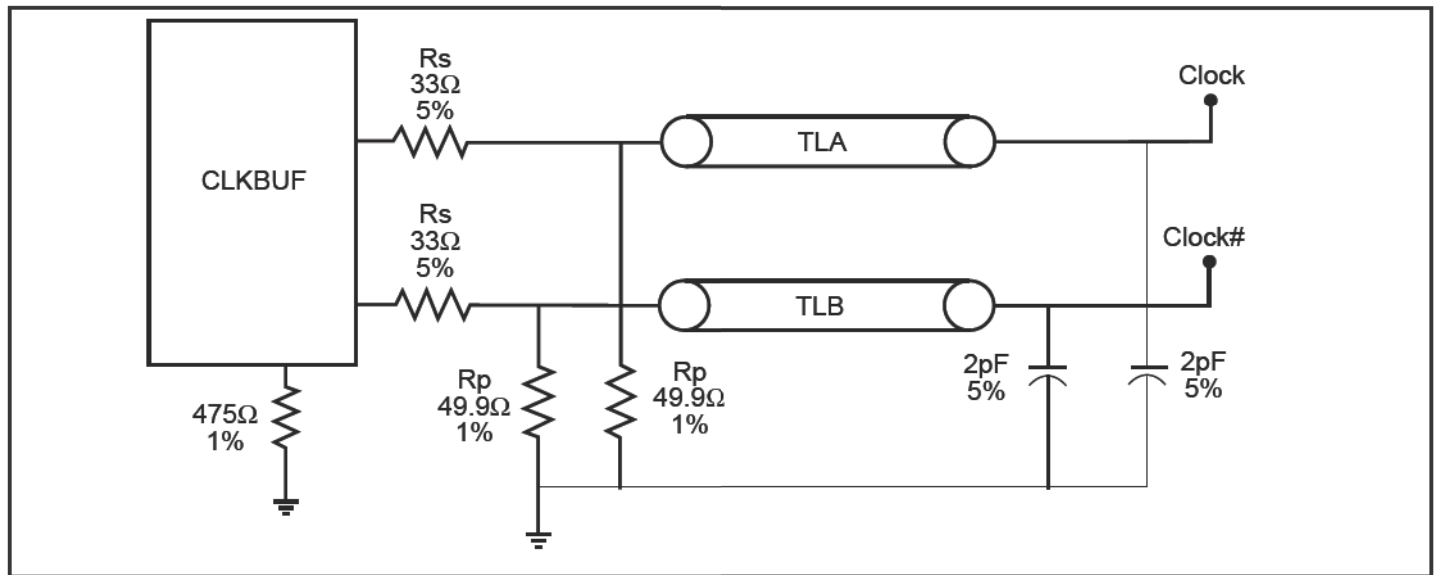 Rs
33Ω
5%
Clock
TLA
CLKBUF
Rs
33Ω
5%
Clock#
TLB
475Ω
1%
Rp
49.9Ω
1%
Rp
49.9Ω
1%
2pF
5%
2pF
5%